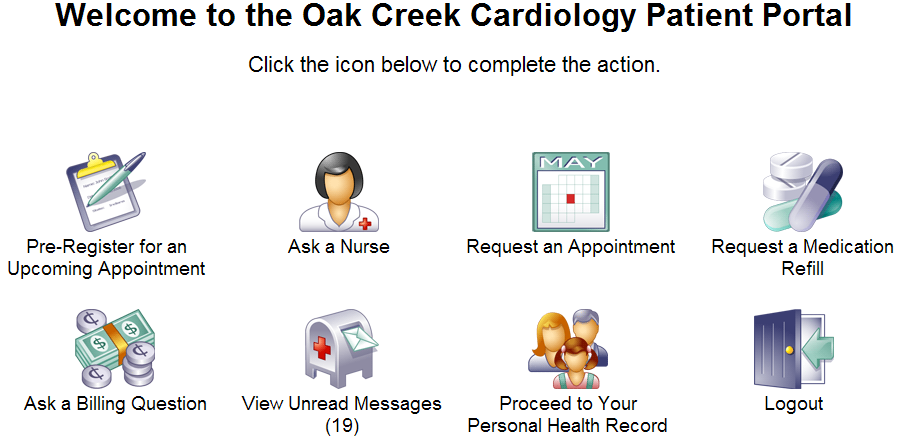 Welcome to the Oak Creek Cardiology Patient Portal
Click the icon below to complete the action.
MAY
Pre-Register for an
Upcoming Appointment
Ask a Nurse
Request an Appointment
Request a Medication
Refill
Ask a Billing Question
View Unread Messages
(19)
Proceed to Your
Personal Health Record
Logout